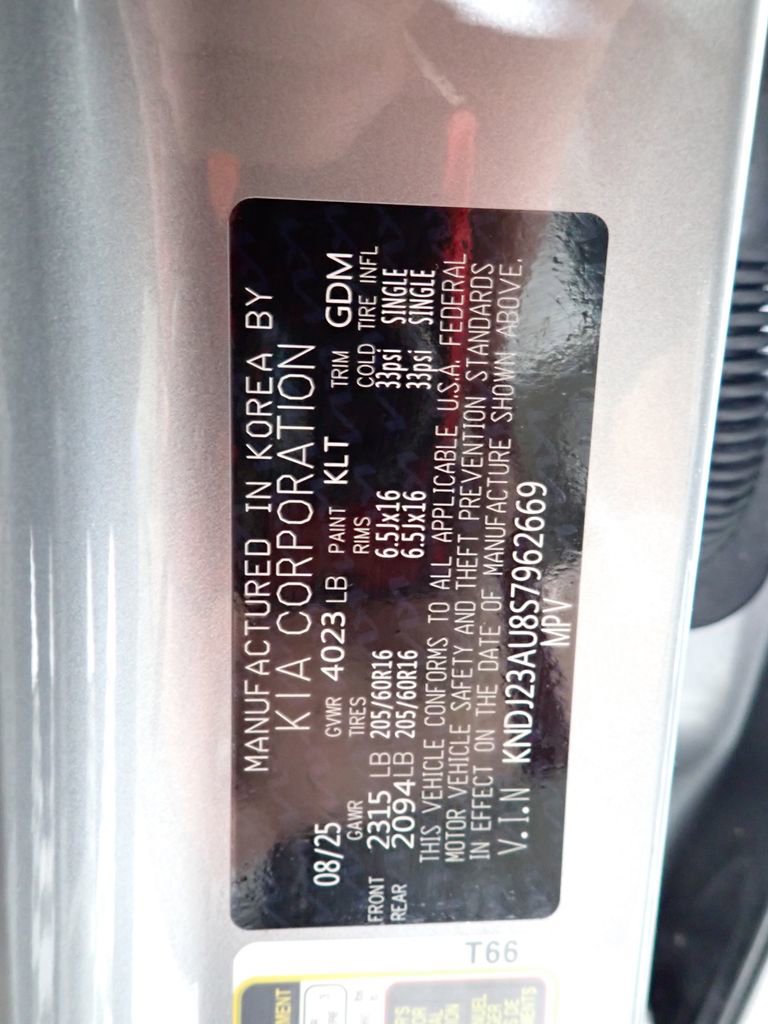 MANUFACTURED IN KOREA BY
KIA CORPORATION
08/25 GVWR 4023 LB PAINT KLT TRIM GDM
GAWR TIRES RIMS COLD TIRE INFL
FRONT 2315 LB 205/60R16 6.5Jx16 33psi SINGLE
REAR 2094 LB 205/60R16 6.5Jx16 33psi SINGLE
THIS VEHICLE CONFORMS TO ALL APPLICABLE U.S.A. FEDERAL
MOTOR VEHICLE SAFETY AND THEFT PREVENTION STANDARDS
IN EFFECT ON THE DATE OF MANUFACTURE SHOWN ABOVE.
V.I.N KNDJ23AU8S7962669
MPV
T66